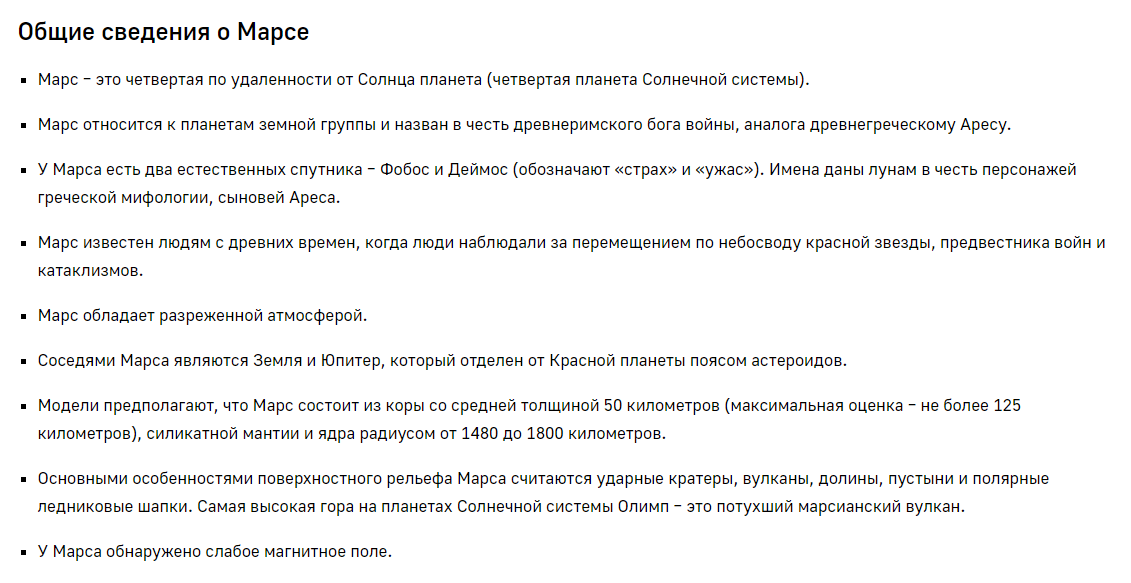 Общие сведения о Марсе
▪ Марс – это четвертая по удаленности от Солнца планета (четвертая планета Солнечной системы).
▪ Марс относится к планетам земной группы и назван в честь древнеримского бога войны, аналога древнегреческому Аресу.
▪ У Марса есть два естественных спутника – Фобос и Деймос (обозначают «страх» и «ужас»). Имена даны лунам в честь персонажей
греческой мифологии, сыновей Ареса.
▪ Марс известен людям с древних времен, когда люди наблюдали за перемещением по небосводу красной звезды, предвестника войн и
катаклизмов.
▪ Марс обладает разреженной атмосферой.
▪ Соседями Марса являются Земля и Юпитер, который отделен от Красной планеты поясом астероидов.
▪ Модели предполагают, что Марс состоит из коры со средней толщиной 50 километров (максимальная оценка – не более 125
километров), силикатной мантии и ядра радиусом от 1480 до 1800 километров.
▪ Основными особенностями поверхностного рельефа Марса считаются ударные кратеры, вулканы, долины, пустыни и полярные
ледниковые шапки. Самая высокая гора на планетах Солнечной системы Олимп – это потухший марсианский вулкан.
▪ У Марса обнаружено слабое магнитное поле.